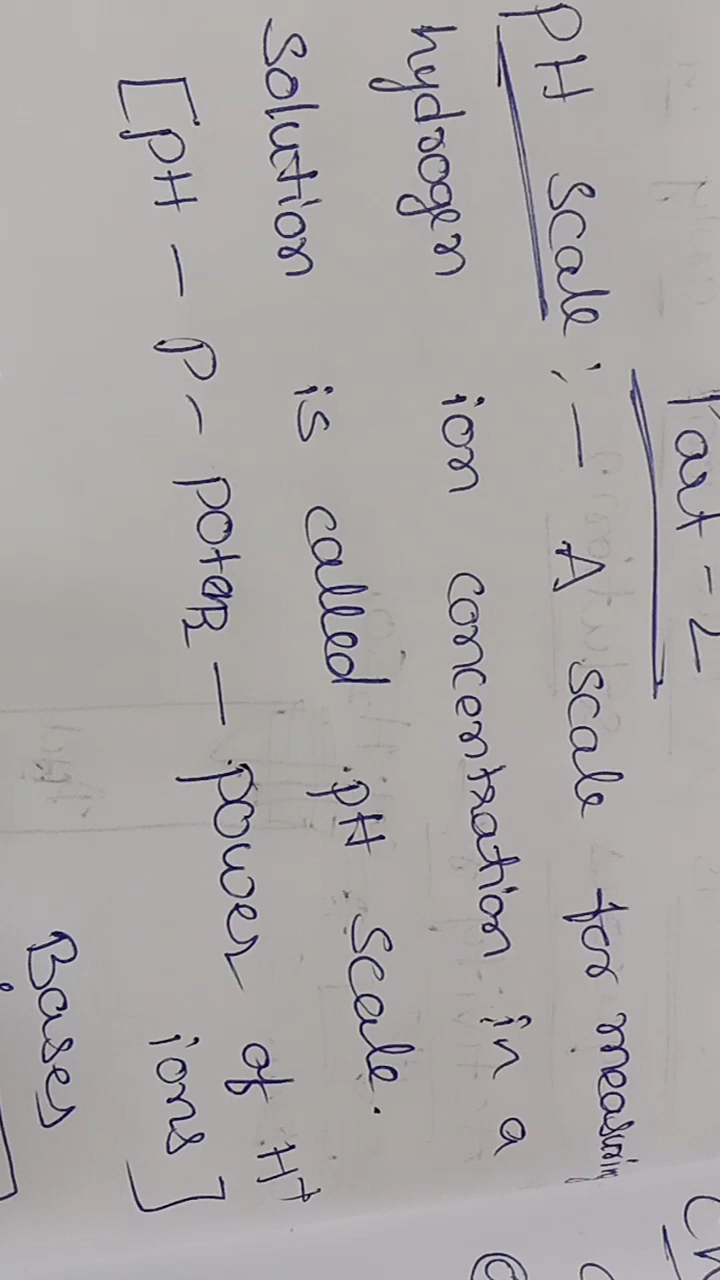 Part - 2
PH scale :- A scale for measuring
hydrogen ion concentration in a
solution is called pH scale.
[PH - P - potenz - power of H+
ions]
Bases